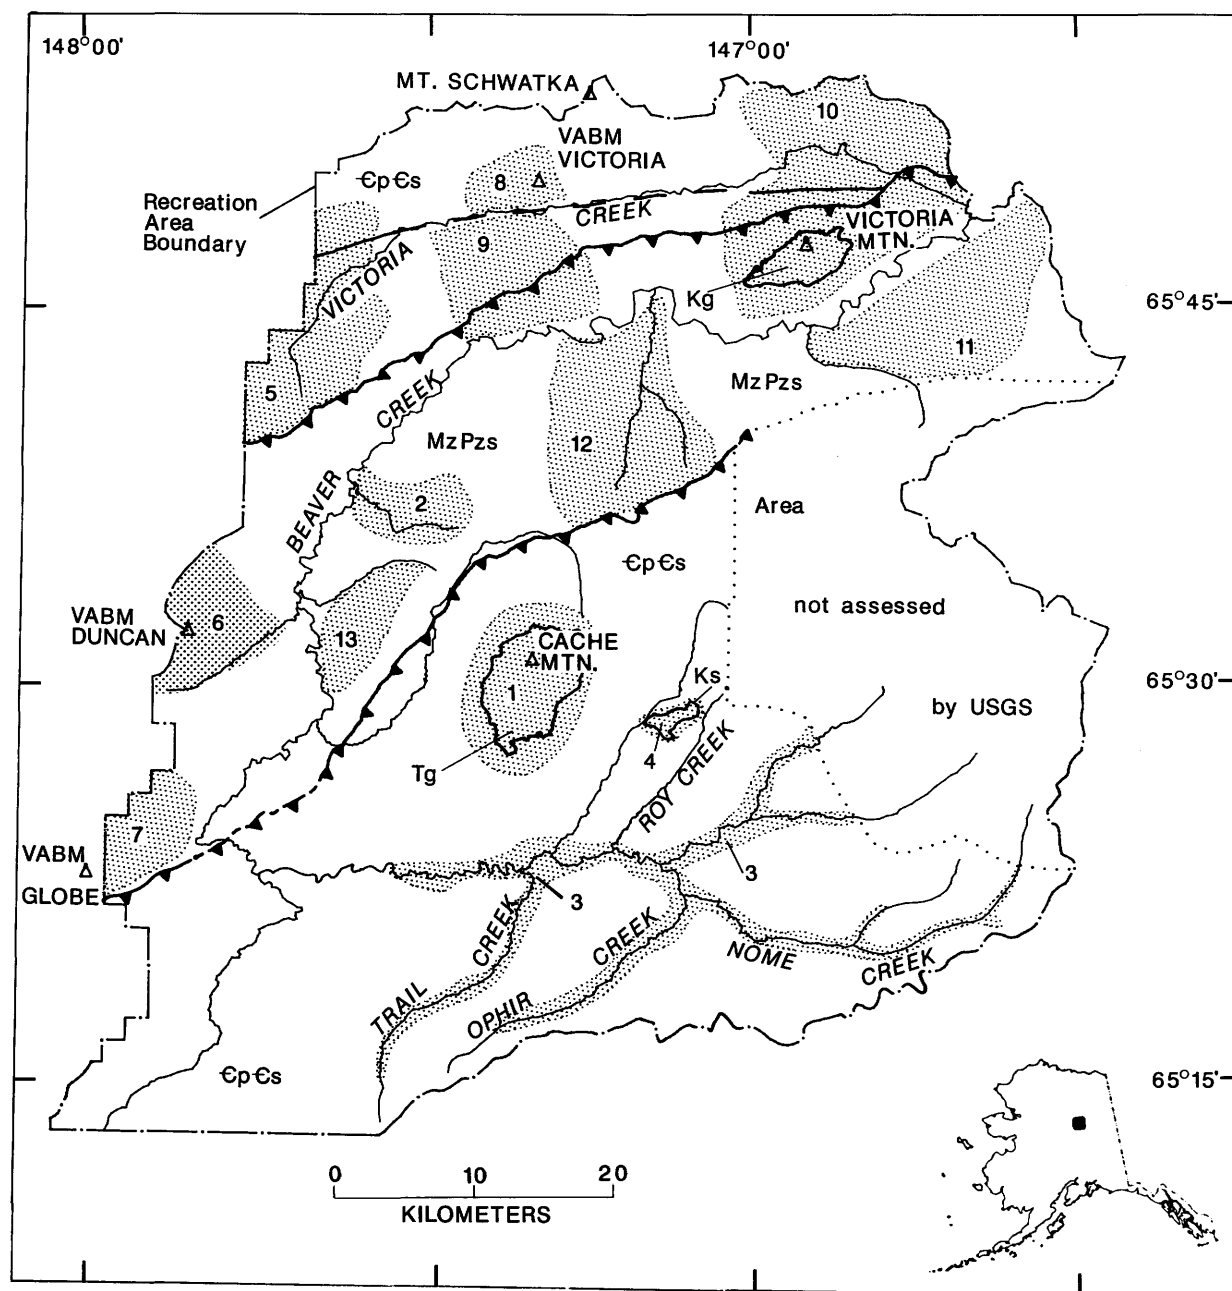 148°00'
147°00'
MT. SCHWATKA
10
VABM
VICTORIA
ЄpЄs
8
Recreation
Area
Boundary
CREEK
VICTORIA
MTN.
9
VICTORIA
Kg
65°45'
11
5
MzPzs
CREEK
MzPzs
12
2
BEAVER
Area
ЄpЄs
VABM
DUNCAN
6
not assessed
13
CACHE
MTN.
Ks
65°30'
1
by USGS
Tg
4
ROY CREEK
7
VABM
GLOBE
3
3
CREEK
CREEK
NOME
CREEK
TRAIL
OPHIR
ЄpЄs
65°15'
0 10 20
KILOMETERS